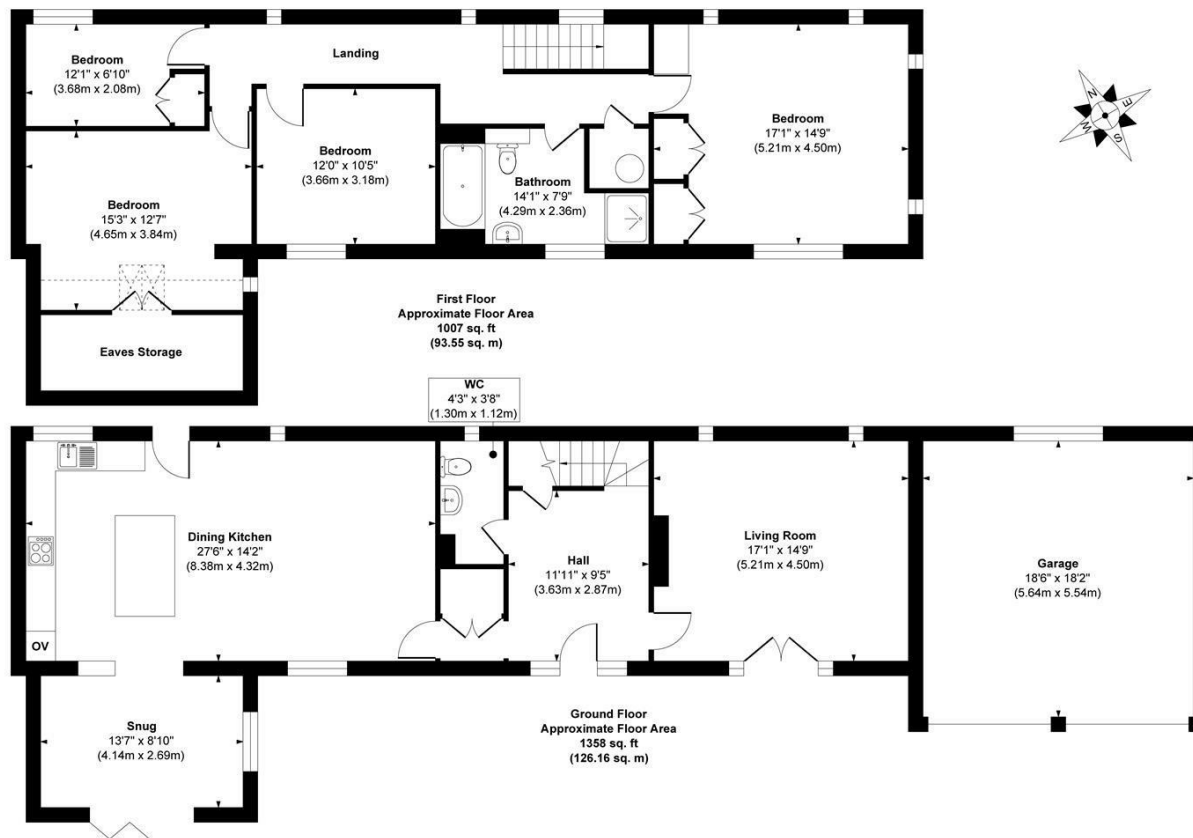 Bedroom
12'1" x 6'10"
(3.68m x 2.08m)
Landing
Bedroom
17'1" x 14'9"
(5.21m x 4.50m)
N
E
W
S
Bedroom
12'0" x 10'5"
(3.66m x 3.18m)
Bathroom
14'1" x 7'9"
(4.29m x 2.36m)
Bedroom
15'3" x 12'7"
(4.65m x 3.84m)
Eaves Storage
First Floor
Approximate Floor Area
1007 sq. ft
(93.55 sq. m)
WC
4'3" x 3'8"
(1.30m x 1.12m)
Dining Kitchen
27'6" x 14'2"
(8.38m x 4.32m)
Hall
11'11" x 9'5"
(3.63m x 2.87m)
Living Room
17'1" x 14'9"
(5.21m x 4.50m)
Garage
18'6" x 18'2"
(5.64m x 5.54m)
OV
Snug
13'7" x 8'10"
(4.14m x 2.69m)
Ground Floor
Approximate Floor Area
1358 sq. ft
(126.16 sq. m)